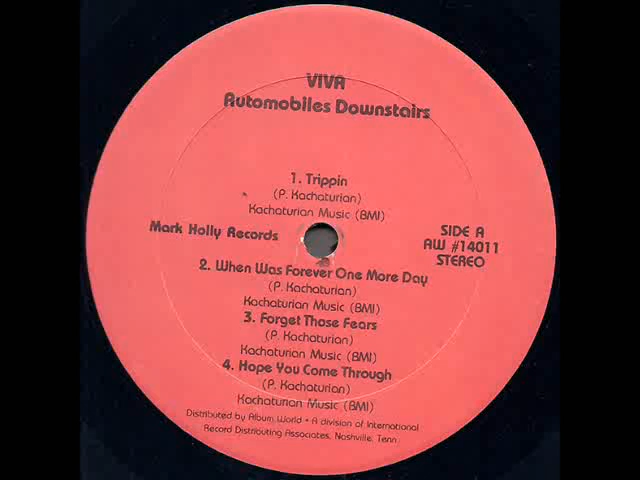 VIVA
Automobiles Downstairs
1. Trippin
(P. Kachaturian)
Kachaturian Music (BMI)
Mark Holly Records
SIDE A
AW #14011
STEREO
2. When Was Forever One More Day
(P. Kachaturian)
Kachaturian Music (BMI)
3. Forget Those Fears
(P. Kachaturian)
Kachaturian Music (BMI)
4. Hope You Come Through
(P. Kachaturian)
Kachaturian Music (BMI)
Distributed by Album World • A division of International
Record Distributing Associates, Nashville, Tenn.